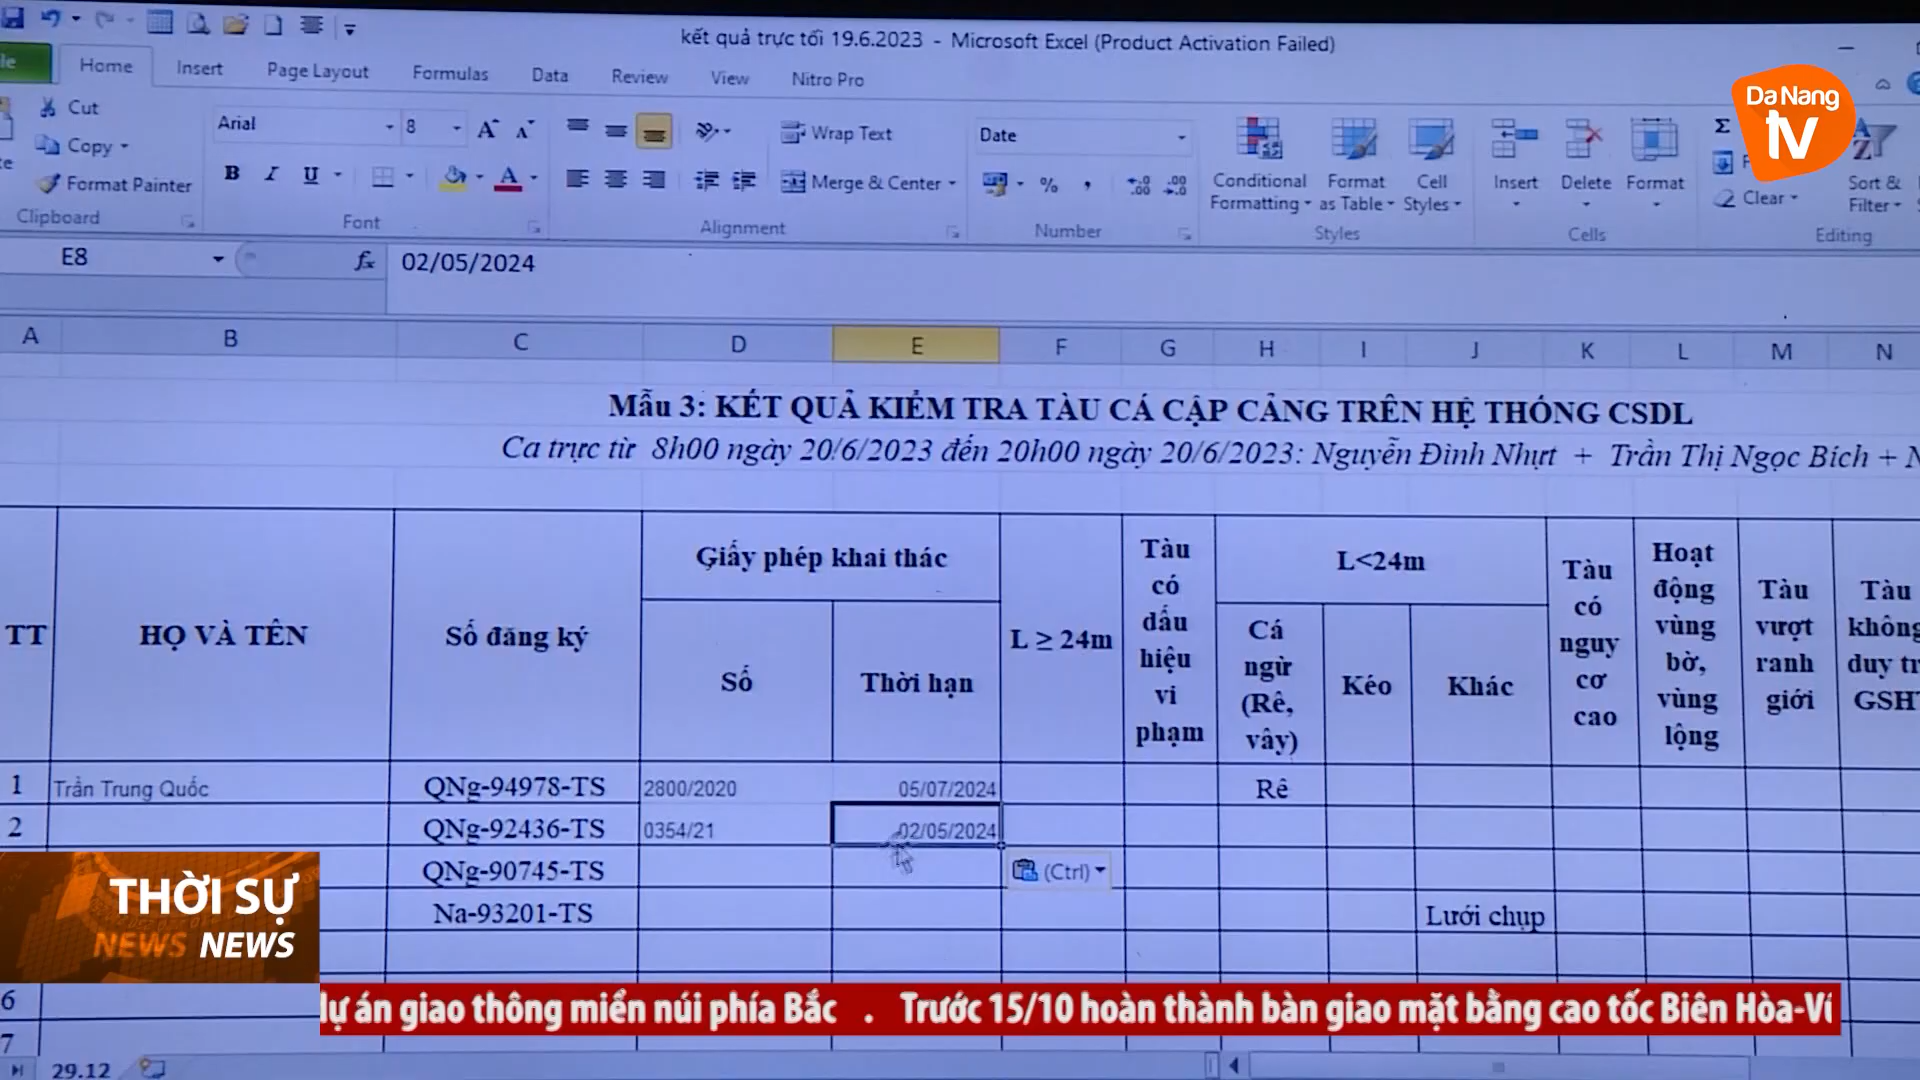 kết quả trực tối 19.6.2023 - Microsoft Excel (Product Activation Failed)
Home Insert Page Layout Formulas Data Review View Nitro Pro
Da Nang
tv
Cut
Copy
Format Painter
Clipboard
Arial 8
B I U A
Font
Wrap Text
Merge & Center
Alignment
Date
% ,
Number
Conditional Formatting
Format as Table
Cell Styles
Styles
Insert Delete Format
Cells
Σ
Clear
Sort & Filter
Editing
E8 fx 02/05/2024
A B C D E F G H I J K L M N
Mẫu 3: KẾT QUẢ KIỂM TRA TÀU CÁ CẬP CẢNG TRÊN HỆ THỐNG CSDL
Ca trực từ 8h00 ngày 20/6/2023 đến 20h00 ngày 20/6/2023: Nguyễn Đình Nhựt + Trần Thị Ngọc Bích + N
TT
HỌ VÀ TÊN
Số đăng ký
Giấy phép khai thác
Số
Thời hạn
L ≥ 24m
Tàu
có
dấu
hiệu
vi
phạm
L<24m
Cá
ngừ
(Rê,
vây)
Kéo
Khác
Tàu
có
nguy
cơ
cao
Hoạt
động
vùng
bờ,
vùng
lộng
Tàu
vượt
ranh
giới
Tàu
không
duy tr
GSHT
1 Trần Trung Quốc QNg-94978-TS 2800/2020 05/07/2024 Rê
2 QNg-92436-TS 0354/21 02/05/2024
QNg-90745-TS
(Ctrl)
Na-93201-TS Lưới chụp
6
7
THỜI SỰ
NEWS NEWS
dự án giao thông miền núi phía Bắc . Trước 15/10 hoàn thành bàn giao mặt bằng cao tốc Biên Hòa-Vũ
29.12